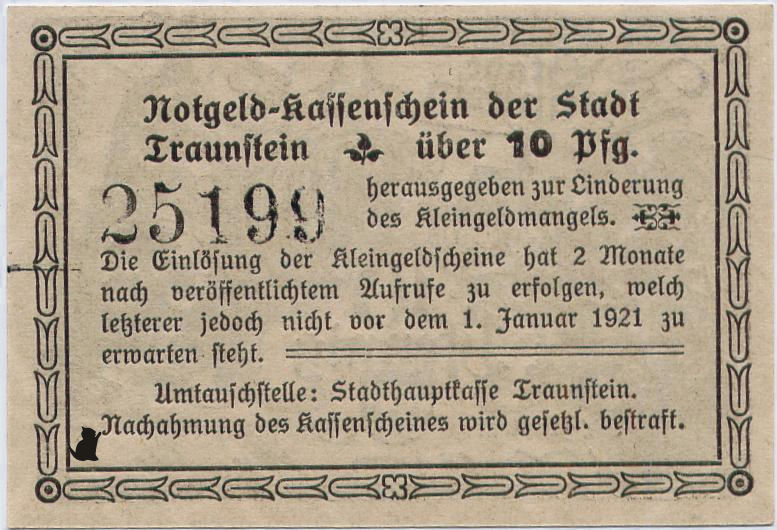 Notgeld-Kassenschein der Stadt
Traunstein über 10 Pfg.
25199
herausgegeben zur Linderung
des Kleingeldmangels.
Die Einlösung der Kleingeldscheine hat 2 Monate
nach veröffentlichtem Aufrufe zu erfolgen, welch
letzterer jedoch nicht vor dem 1. Januar 1921 zu
erwarten steht.
Umtauschstelle: Stadthauptkasse Traunstein.
Nachahmung des Kassenscheines wird gesetzl. bestraft.